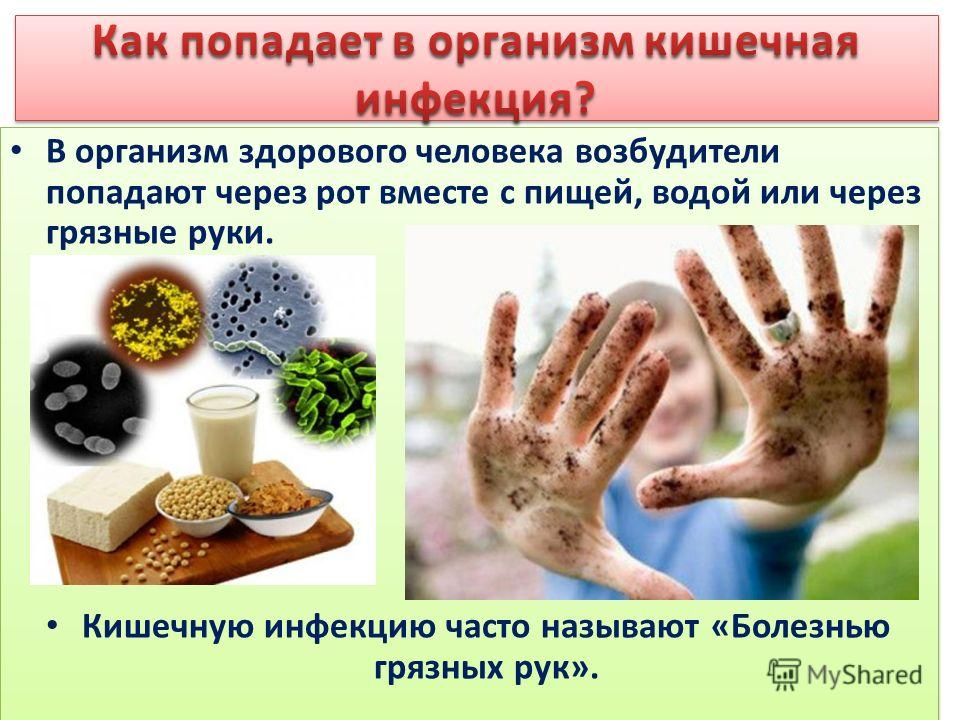 Как попадает в организм кишечная
инфекция?
• В организм здорового человека возбудители
попадают через рот вместе с пищей, водой или через
грязные руки.
• Кишечную инфекцию часто называют «Болезнью
грязных рук».
MyShared